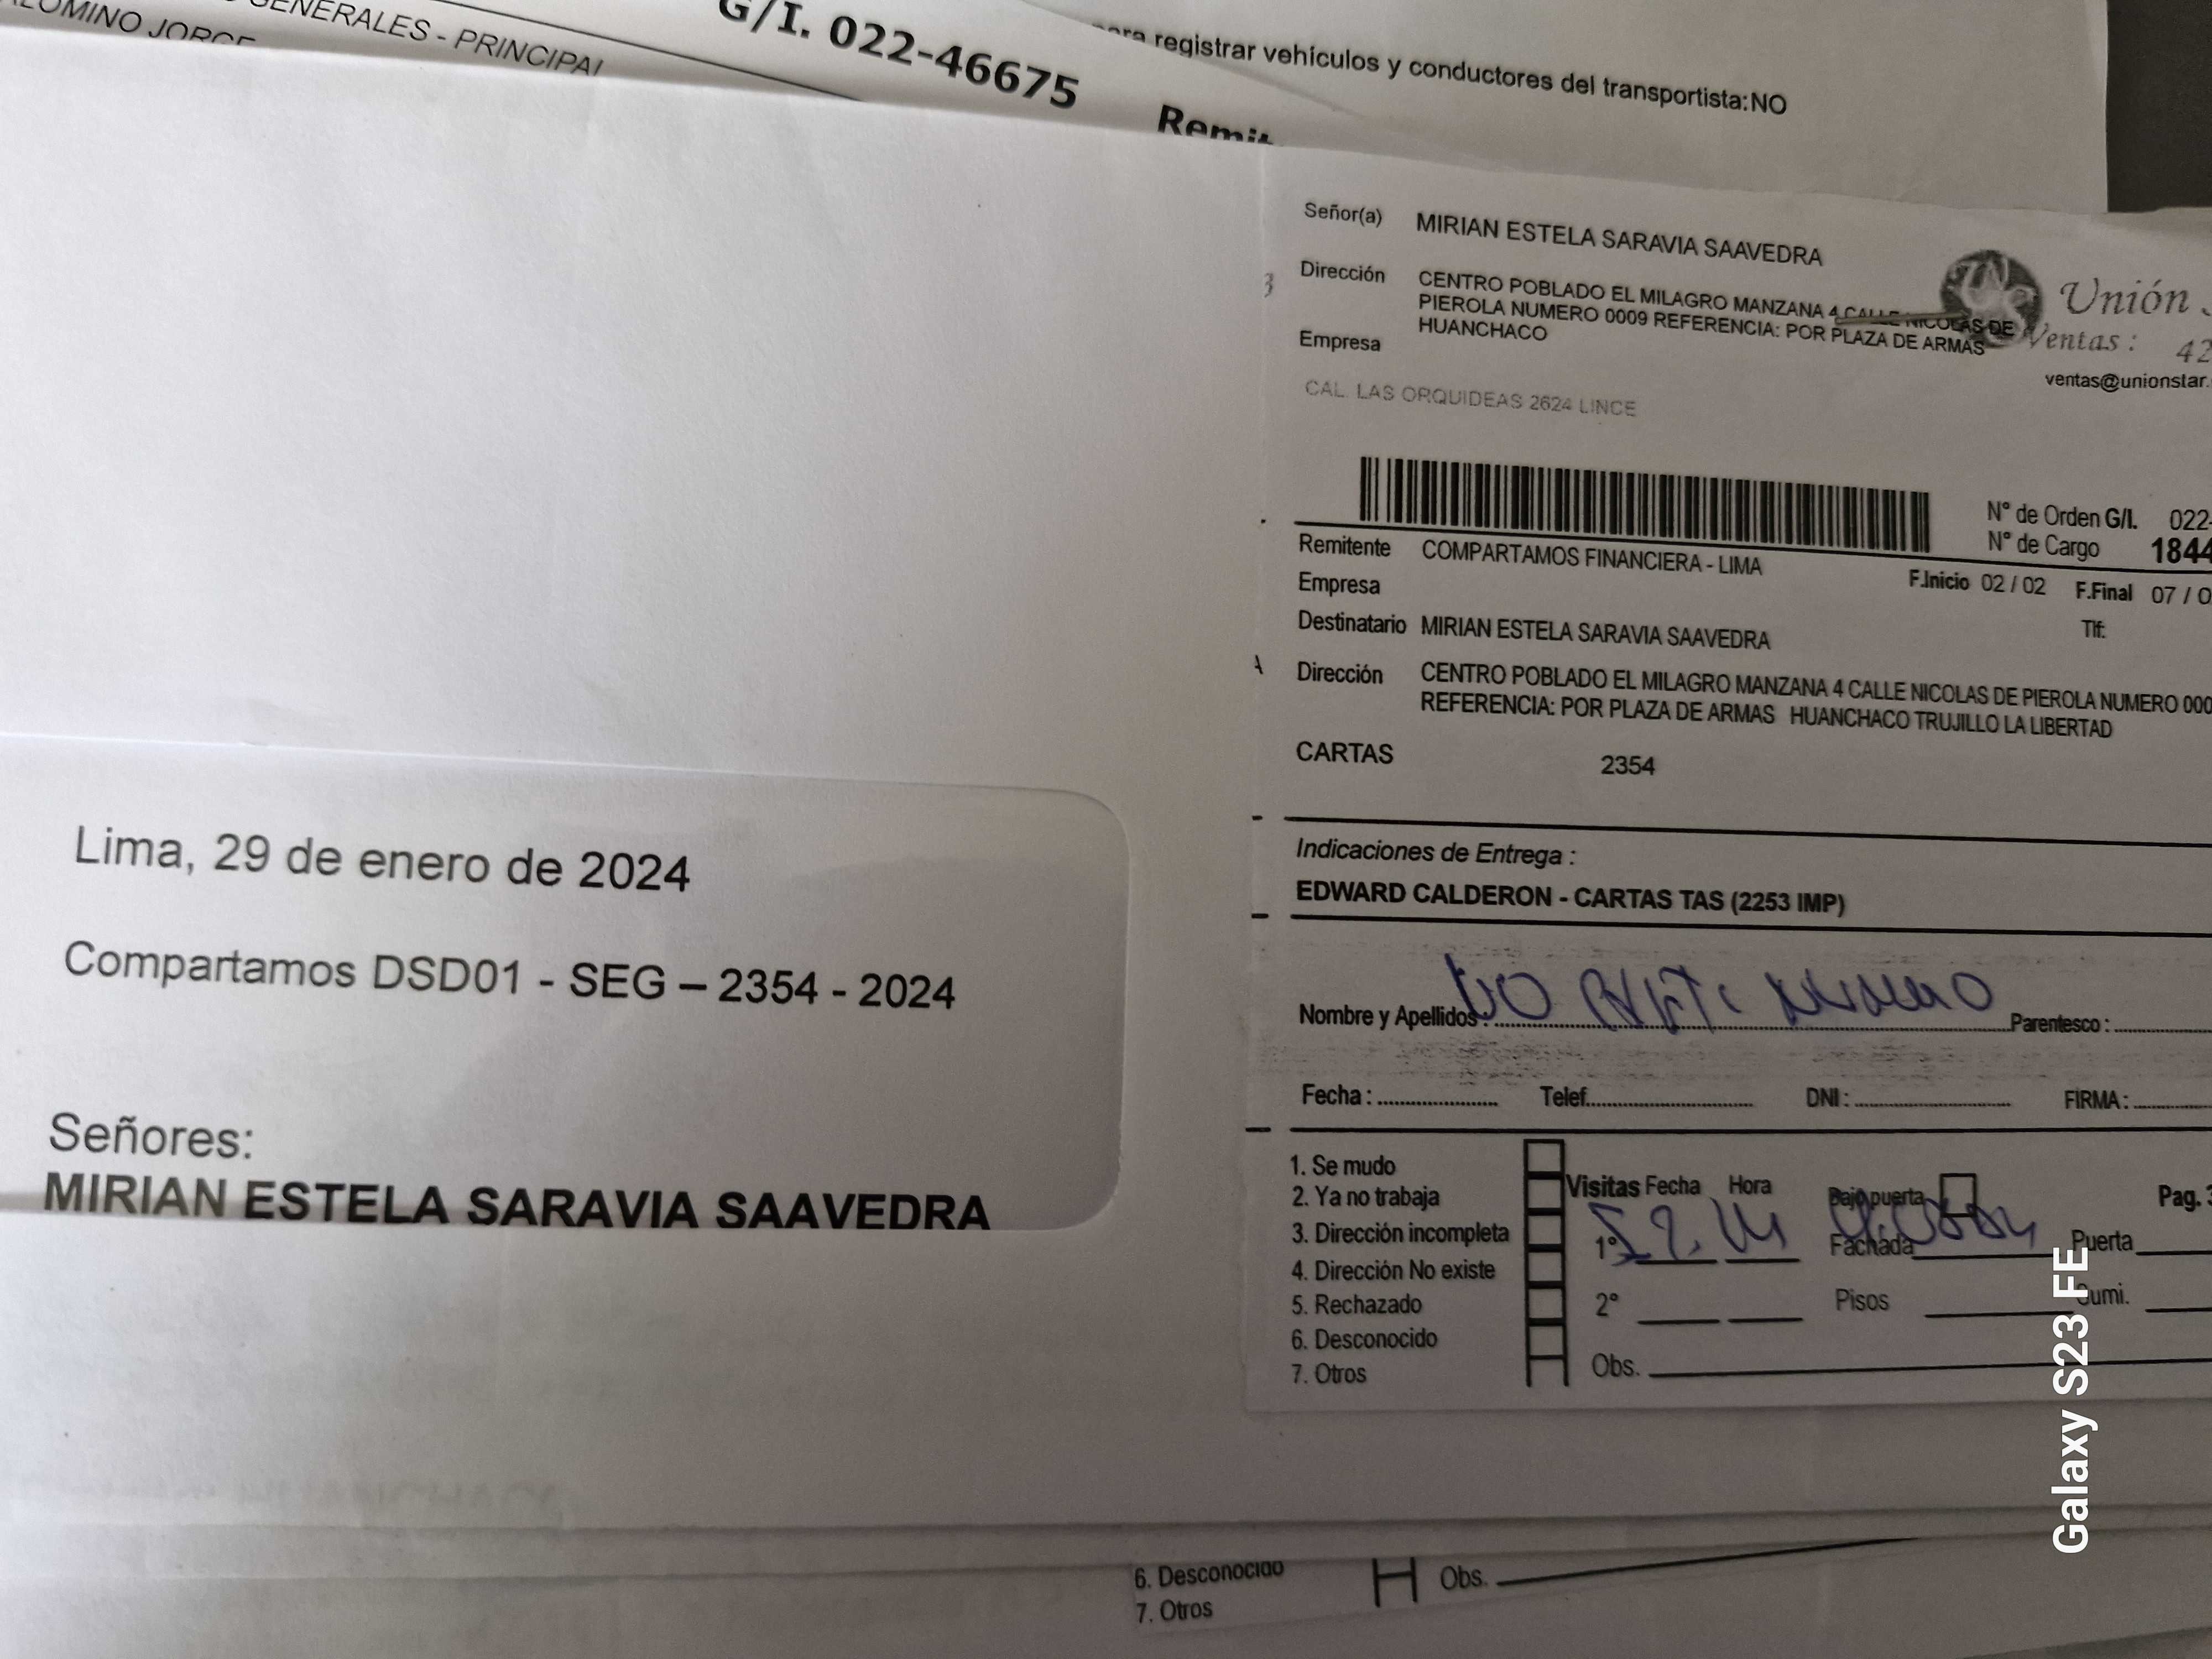 GENERALES - PRINCIPAL
JORGE
G/I. 022-46675
registrar vehículos y conductores del transportista:NO
Señor(a) MIRIAN ESTELA SARAVIA SAAVEDRA
Dirección CENTRO POBLADO EL MILAGRO MANZANA 4 CALLE NICOLAS DE
PIEROLA NUMERO 0009 REFERENCIA: POR PLAZA DE ARMAS
HUANCHACO
Empresa
CAL. LAS ORQUIDEAS 2624 LINCE
Unión
Ventas : 42
ventas@unionstar.
N° de Orden G/I. 022-
N° de Cargo 1844
Remitente COMPARTAMOS FINANCIERA - LIMA
F.Inicio 02 / 02 F.Final 07 / 0
Empresa
Destinatario MIRIAN ESTELA SARAVIA SAAVEDRA
Tlf:
Dirección CENTRO POBLADO EL MILAGRO MANZANA 4 CALLE NICOLAS DE PIEROLA NUMERO 000
REFERENCIA: POR PLAZA DE ARMAS HUANCHACO TRUJILLO LA LIBERTAD
CARTAS 2354
Indicaciones de Entrega :
EDWARD CALDERON - CARTAS TAS (2253 IMP)
Nombre y Apellidos : NO Parentesco :
Fecha : Telef. DNI : FIRMA :
1. Se mudo
2. Ya no trabaja
3. Dirección incompleta
4. Dirección No existe
5. Rechazado
6. Desconocido
7. Otros
Visitas Fecha Hora Bajo puerta Pag. 3
1° Fachada Puerta
2° Pisos Sumi.
Obs.
Lima, 29 de enero de 2024
Compartamos DSD01 - SEG – 2354 - 2024
Señores:
MIRIAN ESTELA SARAVIA SAAVEDRA
6. Desconocido
7. Otros
Obs.
Galaxy S23 FE